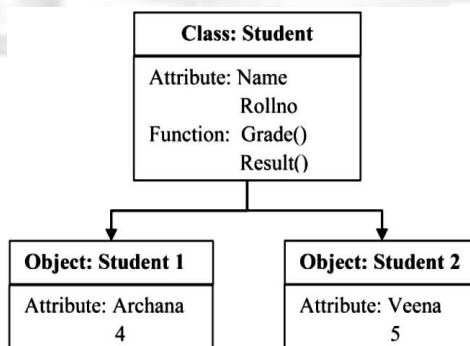 Class: Student
Attribute: Name
Rollno
Function: Grade()
Result()
Object: Student 1
Attribute: Archana
4
Object: Student 2
Attribute: Veena
5